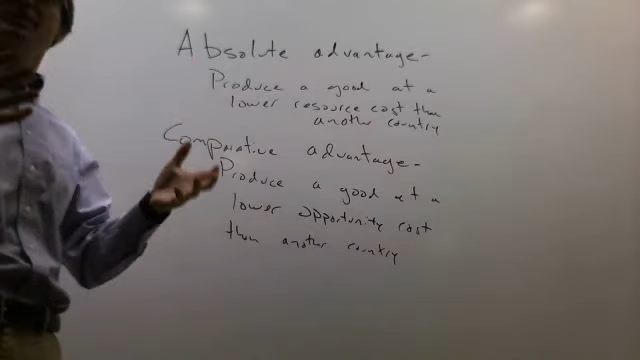 Absolute advantage-
Produce a good at a
lower resource cost than
another country
Comparative advantage-
Produce a good at a
lower opportunity cost
than another country